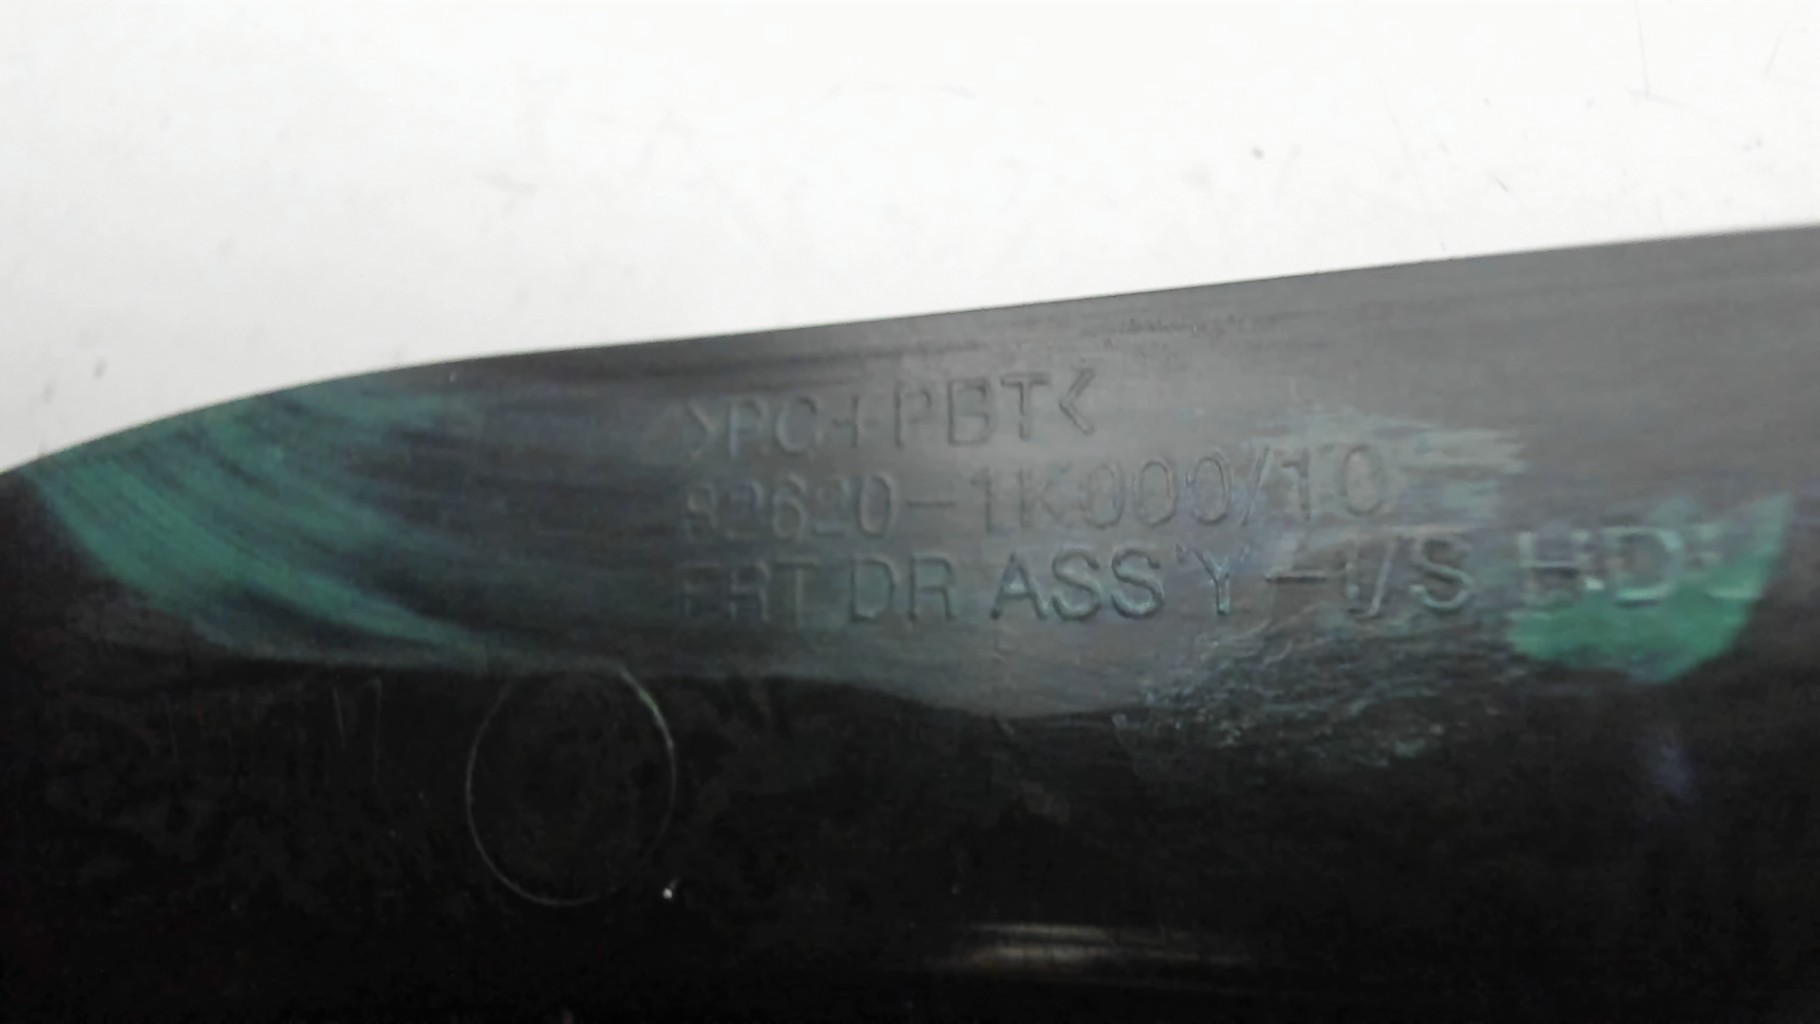 >PC+PBT<
82620-1K000/10
FRT DR ASS'Y-I/S HDL